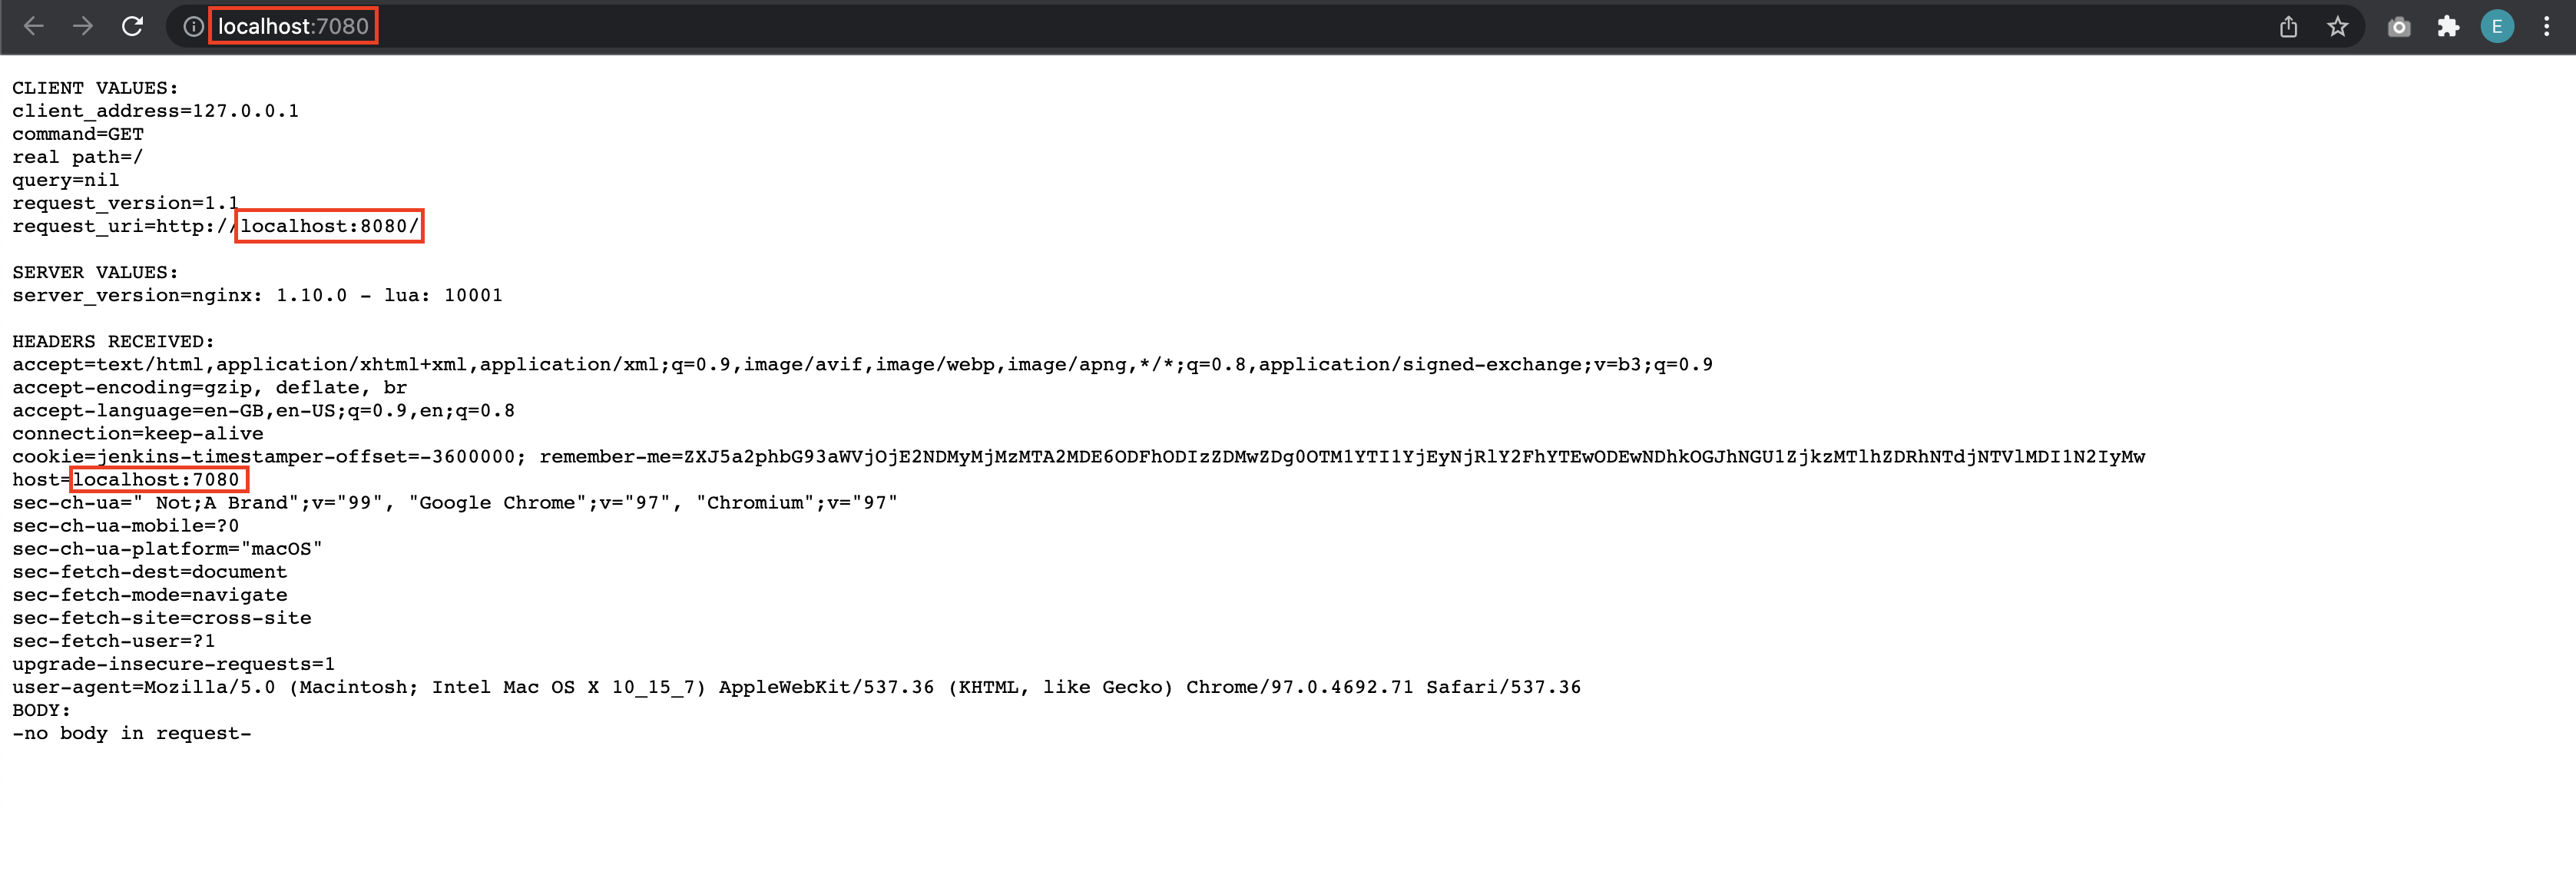 localhost:7080
E
CLIENT VALUES:
client_address=127.0.0.1
command=GET
real path=/
query=nil
request_version=1.1
request_uri=http://localhost:8080/
SERVER VALUES:
server_version=nginx: 1.10.0 - lua: 10001
HEADERS RECEIVED:
accept=text/html,application/xhtml+xml,application/xml;q=0.9,image/avif,image/webp,image/apng,*/*;q=0.8,application/signed-exchange;v=b3;q=0.9
accept-encoding=gzip, deflate, br
accept-language=en-GB,en-US;q=0.9,en;q=0.8
connection=keep-alive
cookie=jenkins-timestamper-offset=-3600000; remember-me=ZXJ5a2phbG93aWVjOjE2NDMyMjMzMTA2MDE6ODFhODIzZDMwZDg0OTM1YTI1YjEyNjRlY2FhYTEwODEwNDhkOGJhNGU1ZjkzMTlhZDRhNTdjNTVlMDI1N2IyMw
host=localhost:7080
sec-ch-ua=" Not;A Brand";v="99", "Google Chrome";v="97", "Chromium";v="97"
sec-ch-ua-mobile=?0
sec-ch-ua-platform="macOS"
sec-fetch-dest=document
sec-fetch-mode=navigate
sec-fetch-site=cross-site
sec-fetch-user=?1
upgrade-insecure-requests=1
user-agent=Mozilla/5.0 (Macintosh; Intel Mac OS X 10_15_7) AppleWebKit/537.36 (KHTML, like Gecko) Chrome/97.0.4692.71 Safari/537.36
BODY:
-no body in request-